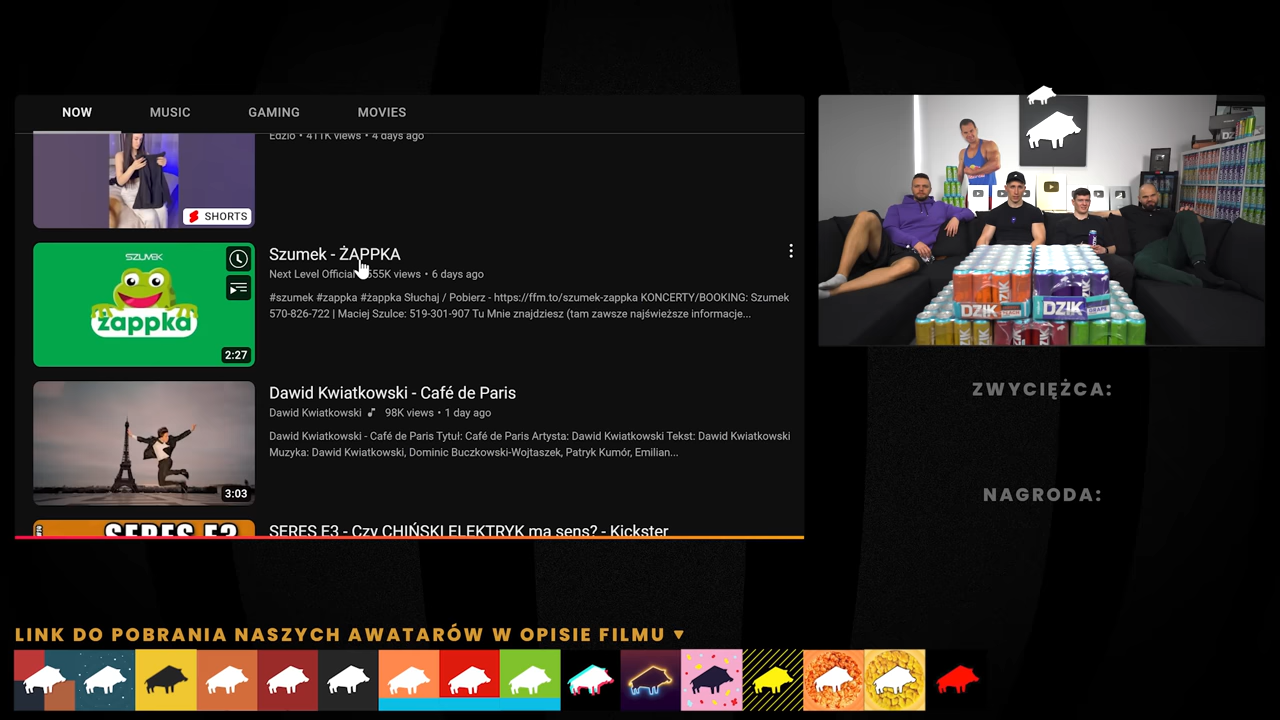 NOW MUSIC GAMING MOVIES
Edzio • 411K views • 4 days ago
SHORTS
SZUMEK
żappka
2:27
Szumek - ŻAPPKA
Next Level Official 55K views • 6 days ago
#szumek #zappka #żappka Słuchaj / Pobierz - https://ffm.to/szumek-zappka KONCERTY/BOOKING: Szumek
570-826-722 | Maciej Szulce: 519-301-907 Tu Mnie znajdziesz (tam zawsze najświeższe informacje...
3:03
Dawid Kwiatkowski - Café de Paris
Dawid Kwiatkowski 98K views • 1 day ago
Dawid Kwiatkowski - Café de Paris Tytuł: Café de Paris Artysta: Dawid Kwiatkowski Tekst: Dawid Kwiatkowski
Muzyka: Dawid Kwiatkowski, Dominic Buczkowski-Wojtaszek, Patryk Kumór, Emilian...
SERES E3
SERES E3 - Czy CHIŃSKI ELEKTRYK ma sens? - Kickster
DZIK
DZIK
ZWYCIĘŻCA:
NAGRODA:
LINK DO POBRANIA NASZYCH AWATARÓW W OPISIE FILMU ▼